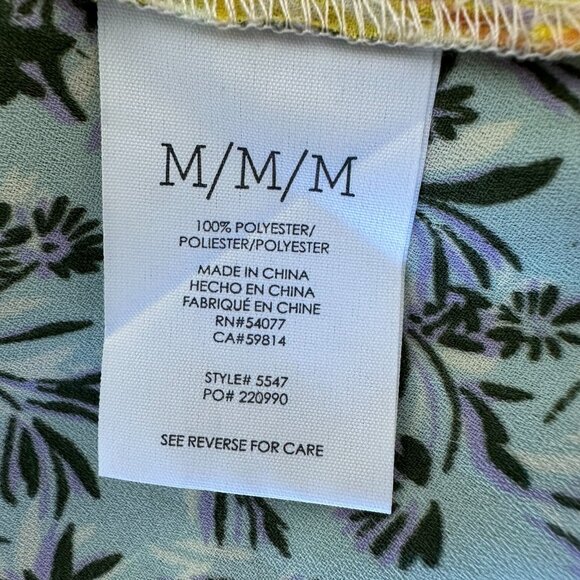 M/M/M
100% POLYESTER/
POLIESTER/POLYESTER
MADE IN CHINA
HECHO EN CHINA
FABRIQUÉ EN CHINE
RN#54077
CA#59814
STYLE# 5547
PO# 220990
SEE REVERSE FOR CARE